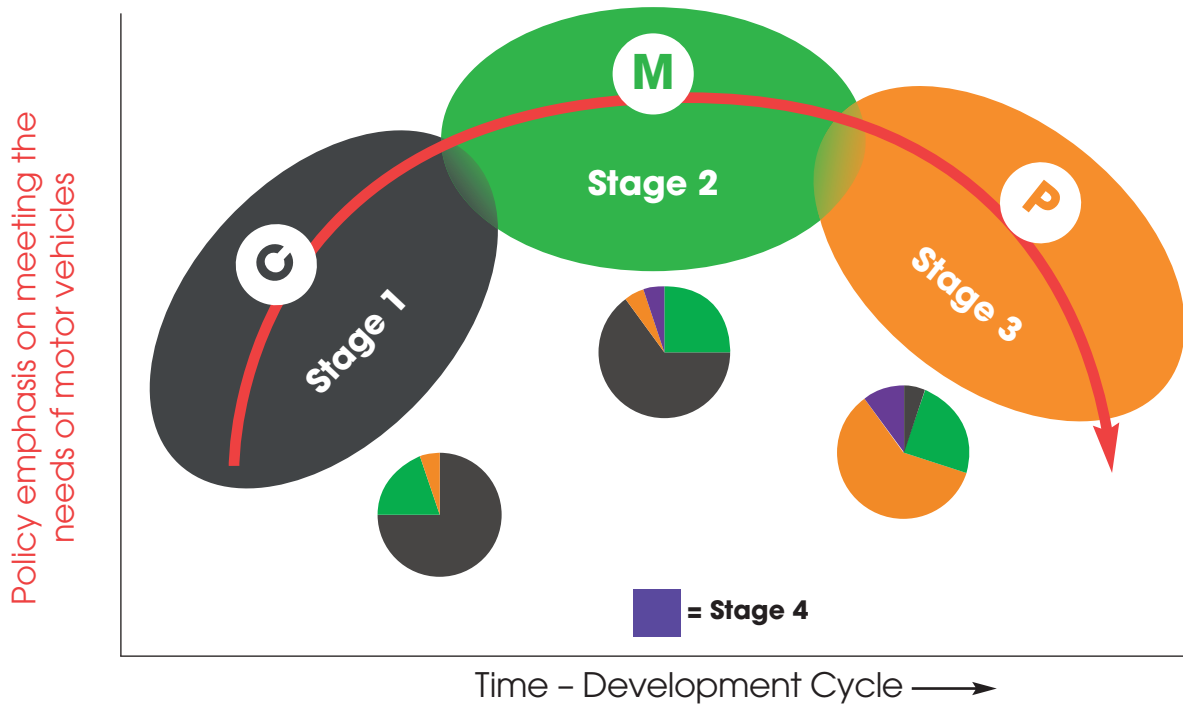 Policy emphasis on meeting the
needs of motor vehicles
C
Stage 1
M
Stage 2
P
Stage 3
= Stage 4
Time – Development Cycle